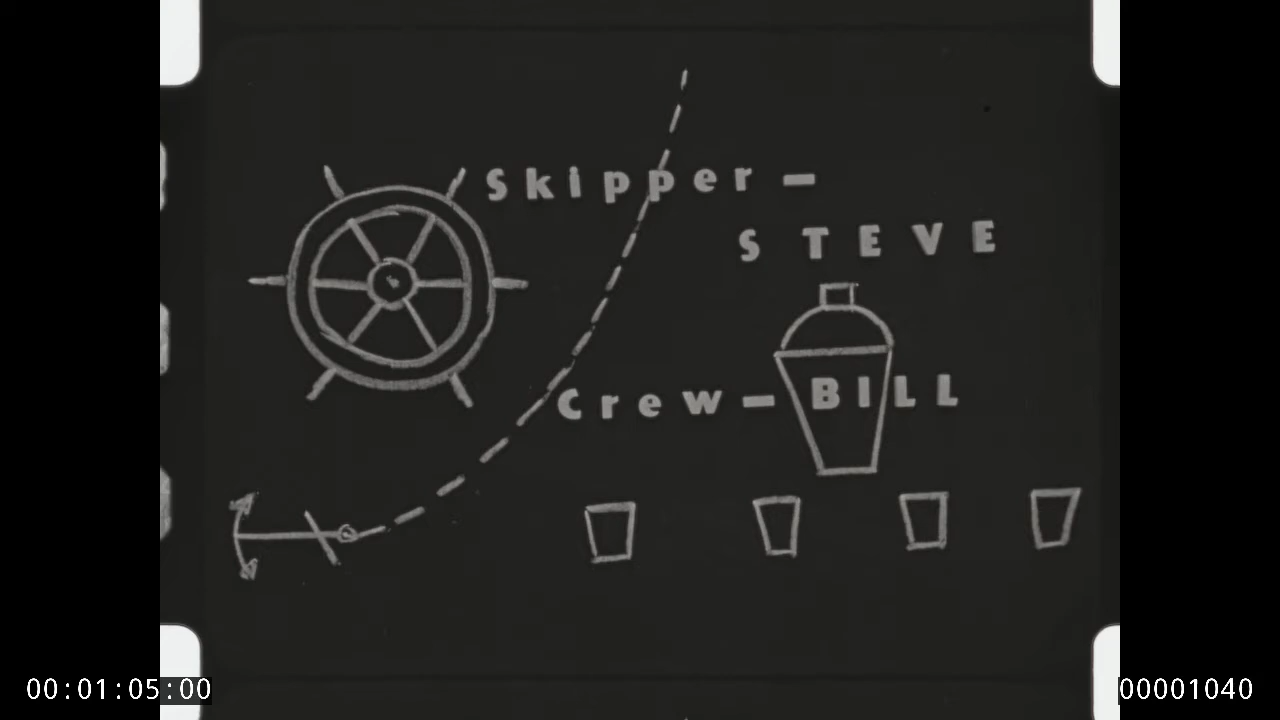 Skipper –
STEVE
Crew – BILL
00:01:05:00
00001040